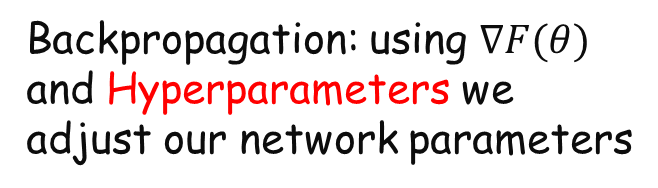 Backpropagation: using ∇𝐹(𝜃)
and Hyperparameters we
adjust our network parameters